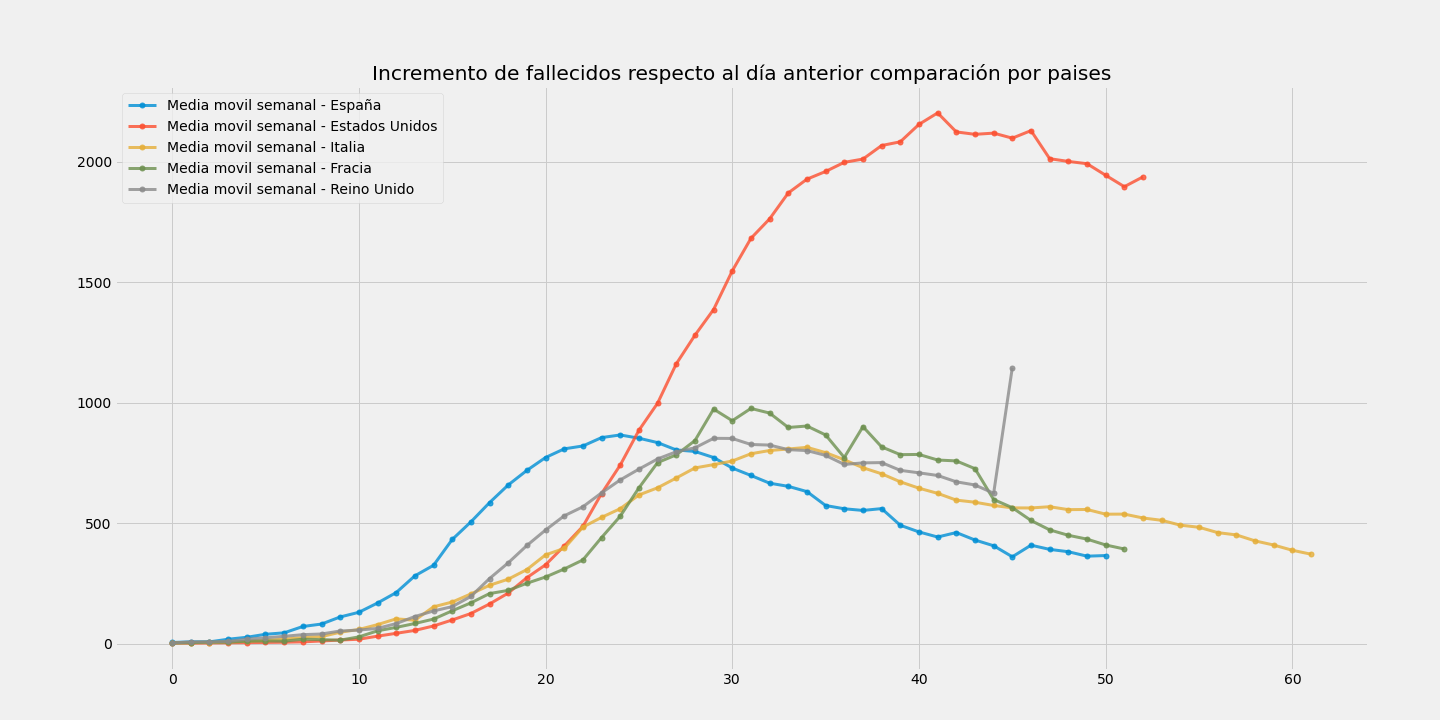 Incremento de fallecidos respecto al día anterior comparación por paises
Media movil semanal - España
Media movil semanal - Estados Unidos
Media movil semanal - Italia
Media movil semanal - Fracia
Media movil semanal - Reino Unido
2000
1500
1000
500
0
0 10 20 30 40 50 60